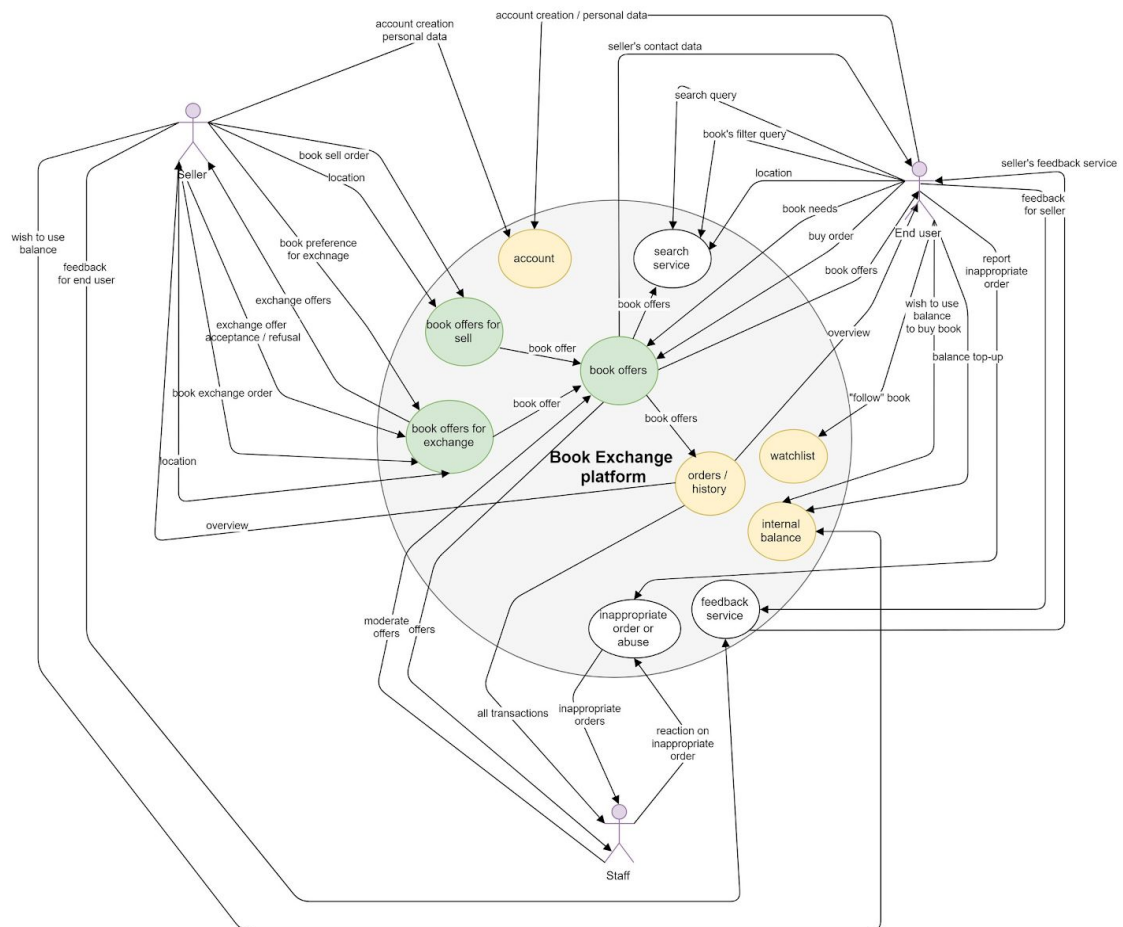 account creation / personal data
account creation
personal data
seller's contact data
search query
book's filter query
seller's feedback service
book sell order
location
location
Seller
feedback
for seller
book needs
End user
wish to use
balance
buy order
book preference
for exchnage
account
search
service
report
inappropriate
order
feedback
for end user
book offers
exchange offers
book offers
wish to use
balance
to buy book
exchange offer
acceptance / refusal
book offers for
sell
overview
book offer
balance top-up
book offers
book exchange order
"follow" book
book offer
book offers
book offers for
exchange
location
Book Exchange
platform
watchlist
orders /
history
overview
internal
balance
feedback
service
inappropriate
order or
abuse
moderate
offers
offers
all transactions
inappropriate
orders
reaction on
inappropriate
order
Staff